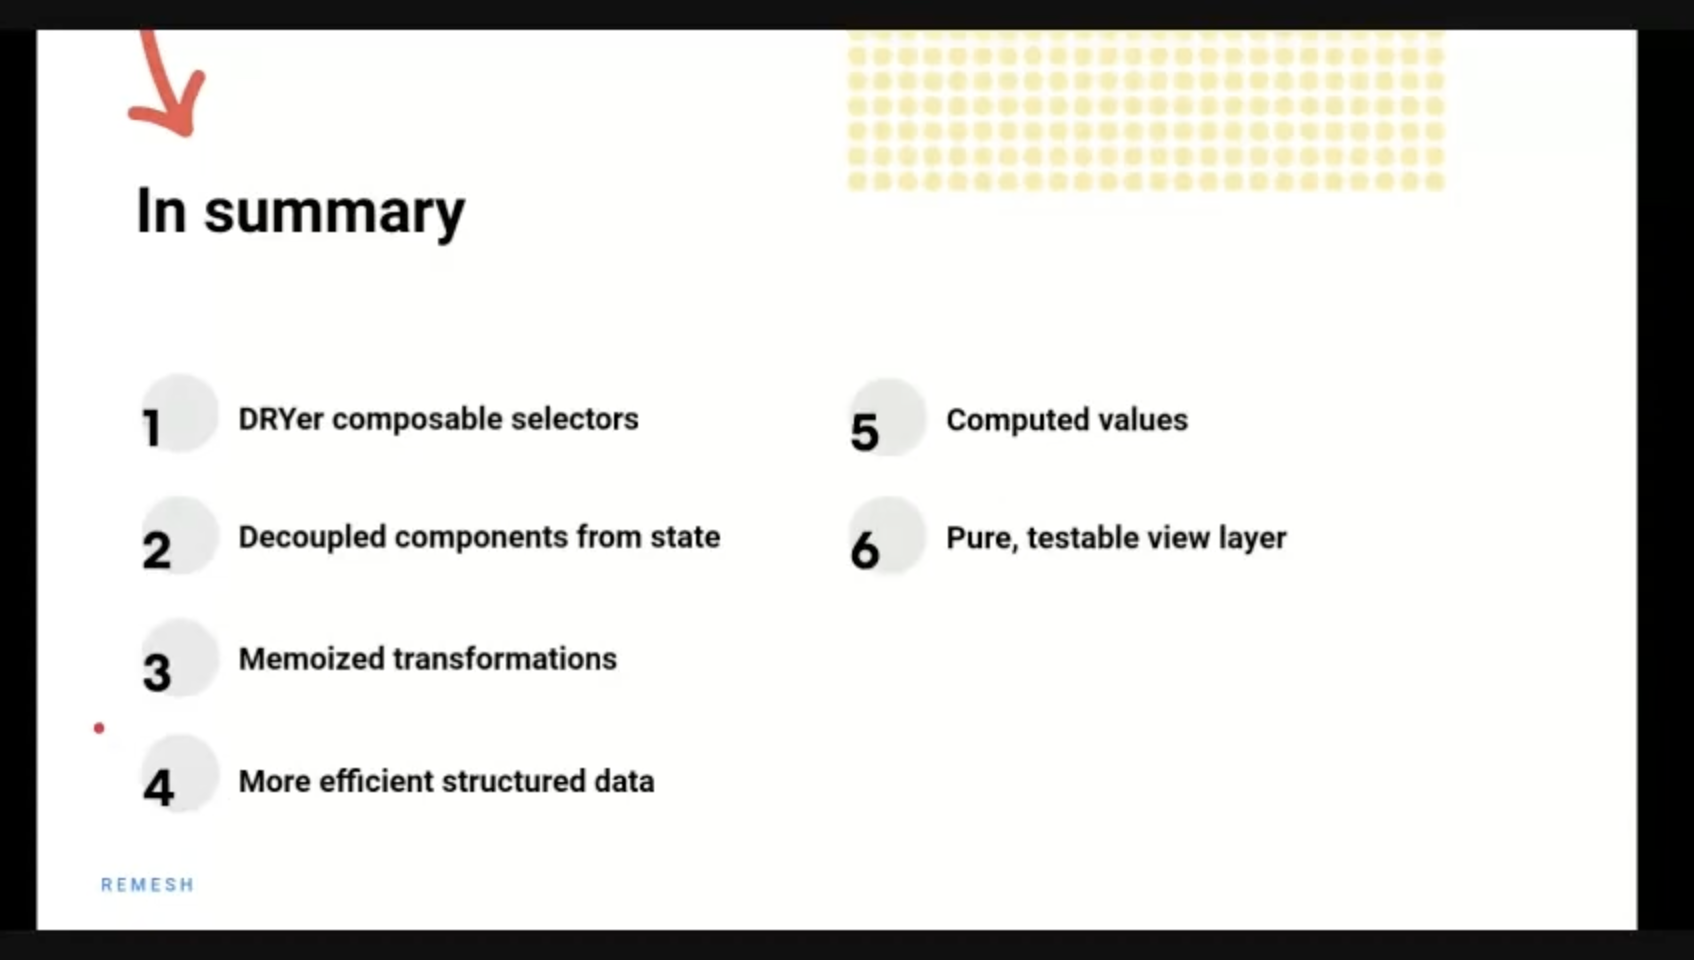 In summary
1 DRYer composable selectors
2 Decoupled components from state
3 Memoized transformations
4 More efficient structured data
5 Computed values
6 Pure, testable view layer
REMESH